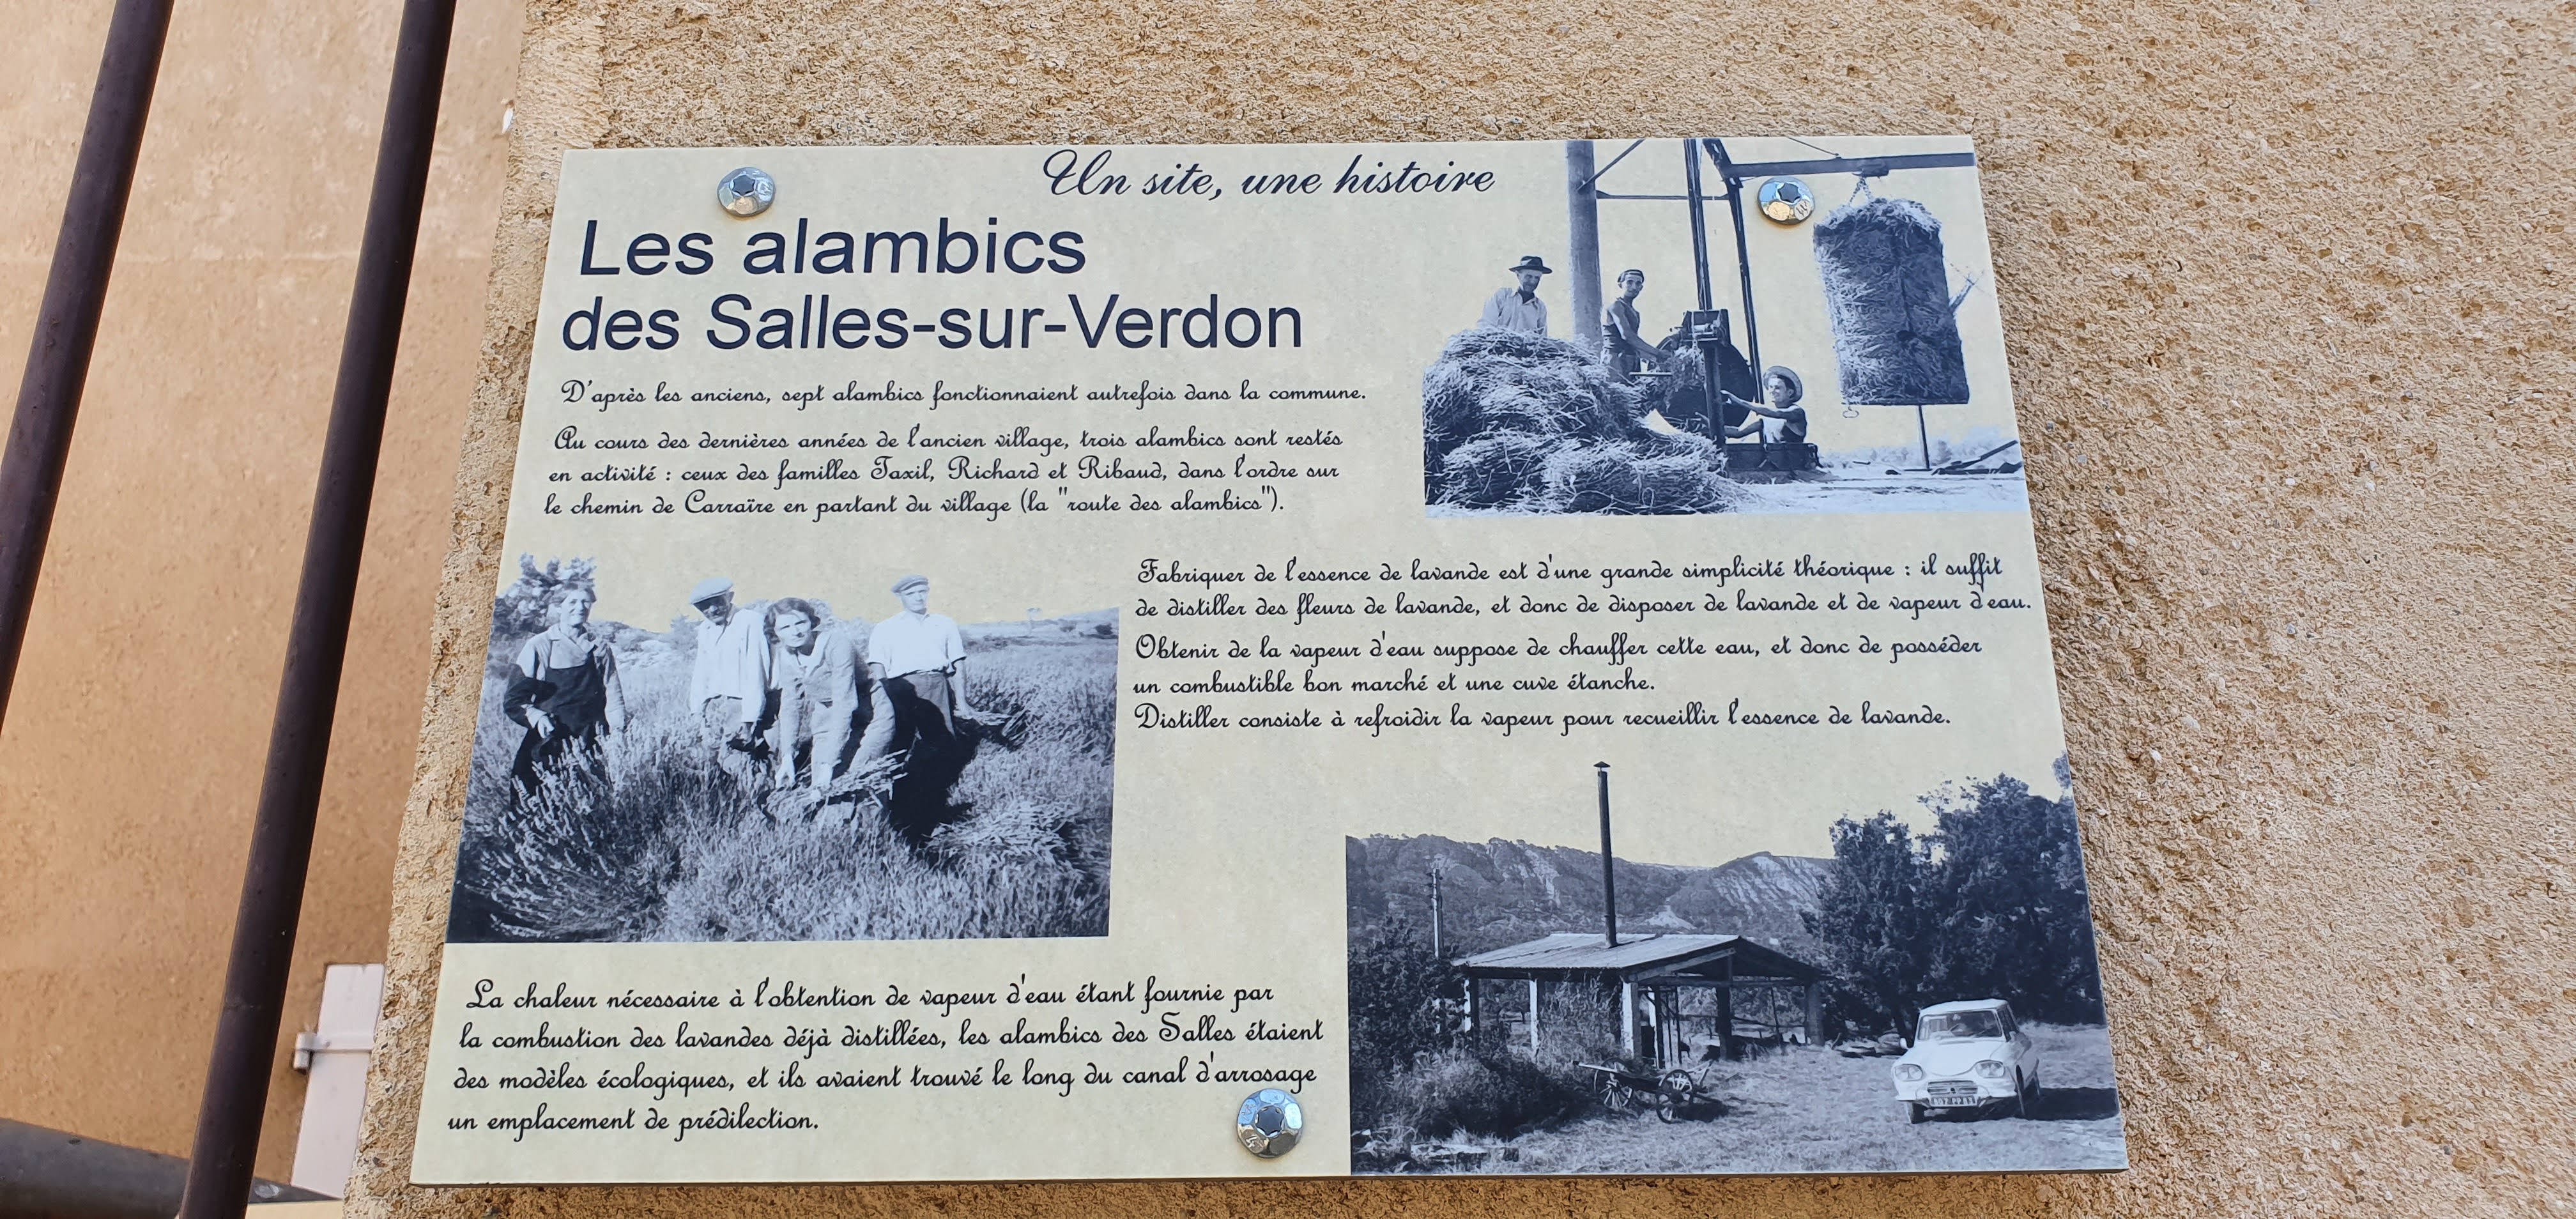 Un site, une histoire
Les alambics
des Salles-sur-Verdon
D'après les anciens, sept alambics fonctionnaient autrefois dans la commune.
Au cours des dernières années de l'ancien village, trois alambics sont restés
en activité : ceux des familles Taxil, Richard et Ribaud, dans l'ordre sur
le chemin de Carraïre en partant du village (la "route des alambics").
Fabriquer de l'essence de lavande est d'une grande simplicité théorique : il suffit
de distiller des fleurs de lavande, et donc de disposer de lavande et de vapeur d'eau.
Obtenir de la vapeur d'eau suppose de chauffer cette eau, et donc de posséder
un combustible bon marché et une cuve étanche.
Distiller consiste à refroidir la vapeur pour recueillir l'essence de lavande.
La chaleur nécessaire à l'obtention de vapeur d'eau étant fournie par
la combustion des lavandes déjà distillées, les alambics des Salles étaient
des modèles écologiques, et ils avaient trouvé le long du canal d'arrosage
un emplacement de prédilection.